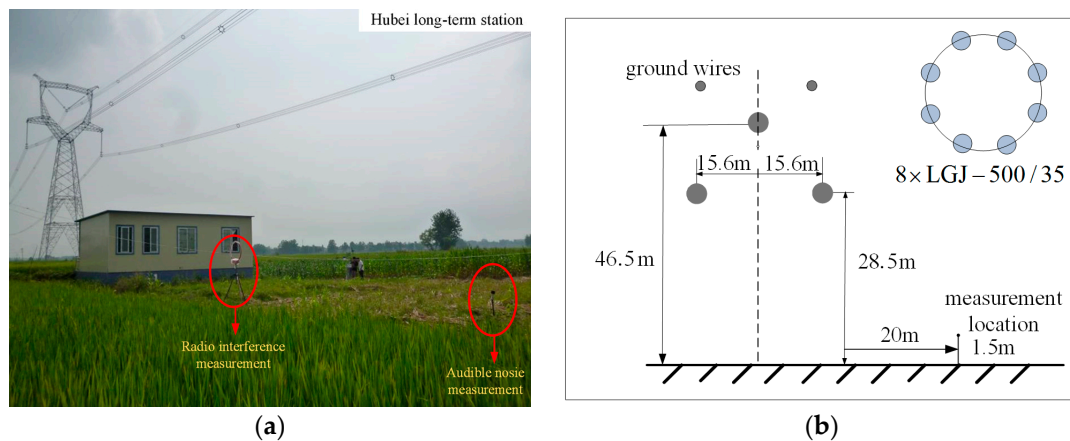 Hubei long-term station
Radio interference
measurement
Audible nosie
measurement
(a)
ground wires
15.6m
15.6m
8×LGJ−500/35
46.5m
28.5m
measurement
location
20m
1.5m
(b)